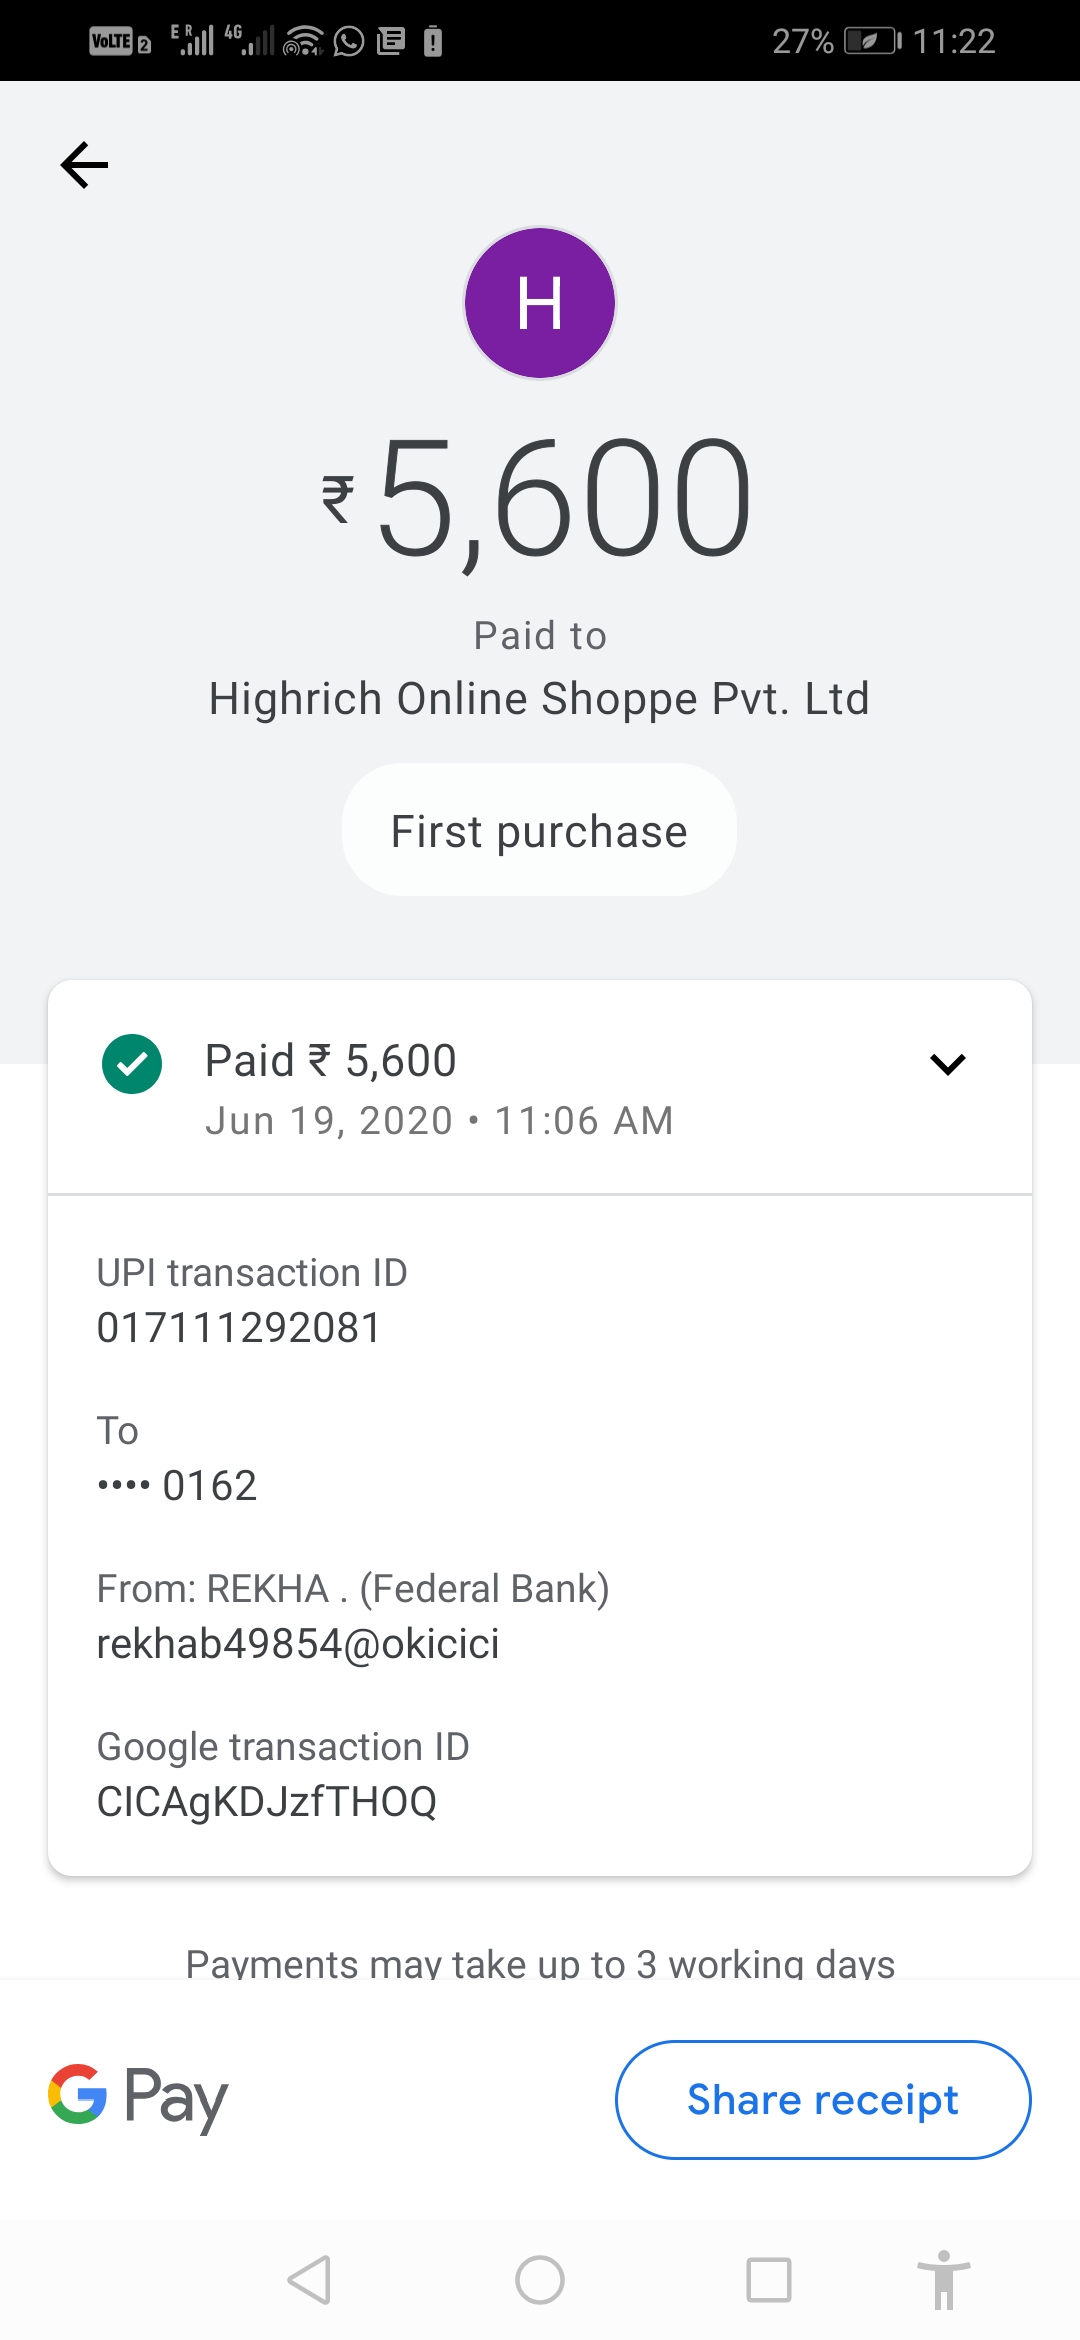 VoLTE 2 E R 4G 27% 11:22
H
₹5,600
Paid to
Highrich Online Shoppe Pvt. Ltd
First purchase
Paid ₹ 5,600
Jun 19, 2020 • 11:06 AM
UPI transaction ID
017111292081
To
•••• 0162
From: REKHA . (Federal Bank)
rekhab49854@okicici
Google transaction ID
CICAgKDJzfTHOQ
Payments may take up to 3 working days
G Pay
Share receipt